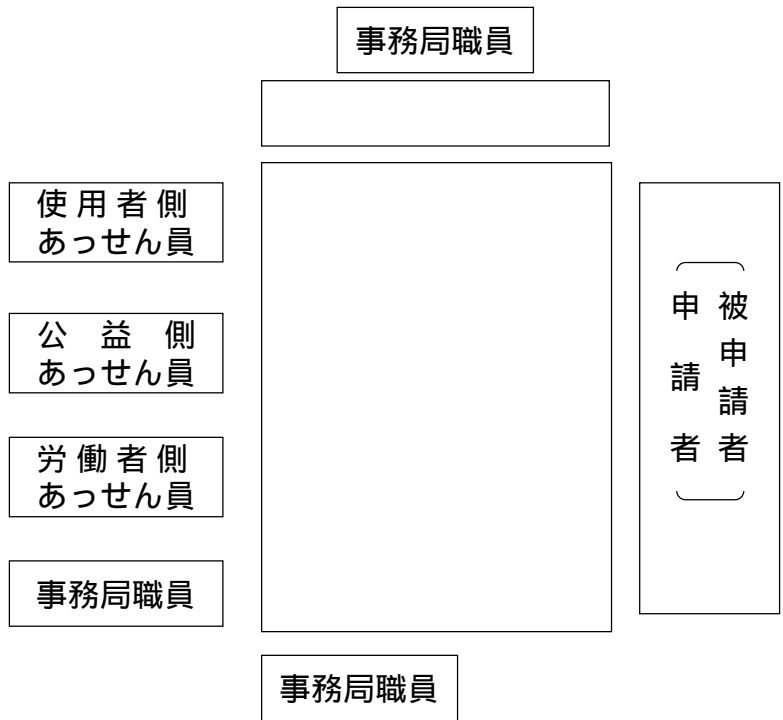 事務局職員
使用者側
あっせん員
公益側
あっせん員
労働者側
あっせん員
事務局職員
被申請者
申請者
事務局職員